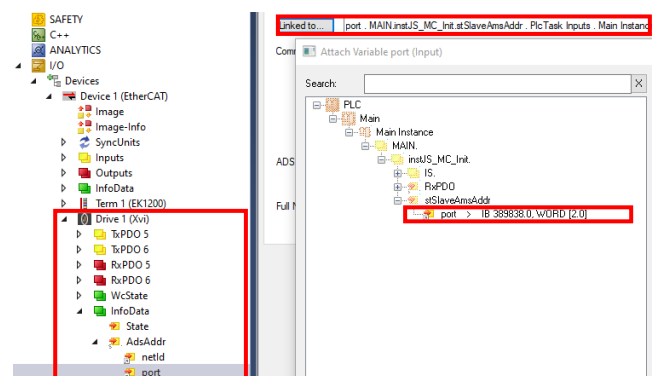 SAFETY
C++
ANALYTICS
I/O
Devices
Device 1 (EtherCAT)
Image
Image-Info
SyncUnits
Inputs
Outputs
InfoData
Term 1 (EK1200)
Drive 1 (Xvi)
TxPDO 5
TxPDO 6
RxPDO 5
RxPDO 6
WcState
InfoData
State
AdsAddr
netId
port
Linked to... port . MAIN.instJS_MC_Init.stSlaveAmsAddr . PlcTask Inputs . Main Instanc
Com
ADS
Full N
Attach Variable port (Input)
Search: X
PLC
Main
Main Instance
MAIN.
instJS_MC_Init.
IS.
RxPDO
stSlaveAmsAddr
port > IB 389838.0, WORD [2.0]